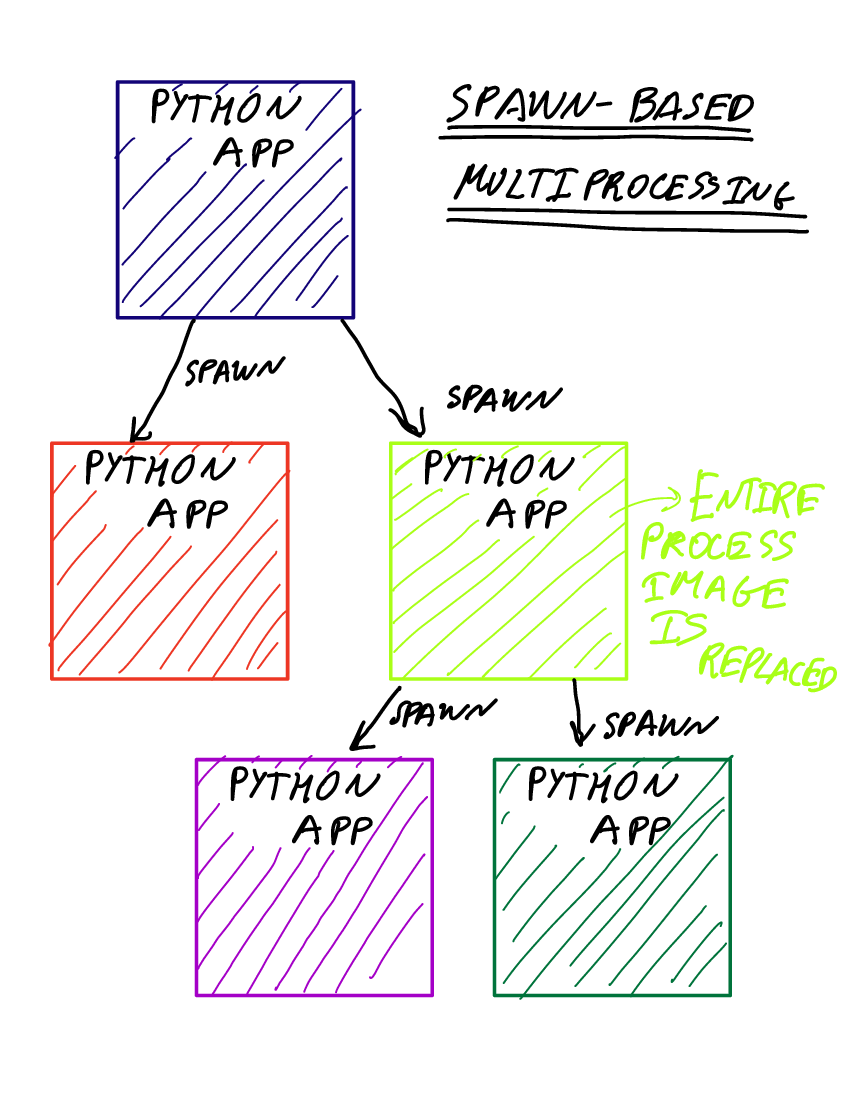 PYTHON
APP
SPAWN-BASED
MULTIPROCESSING
SPAWN
SPAWN
PYTHON
APP
PYTHON
APP
ENTIRE
PROCESS
IMAGE
IS
REPLACED
SPAWN
SPAWN
PYTHON
APP
PYTHON
APP